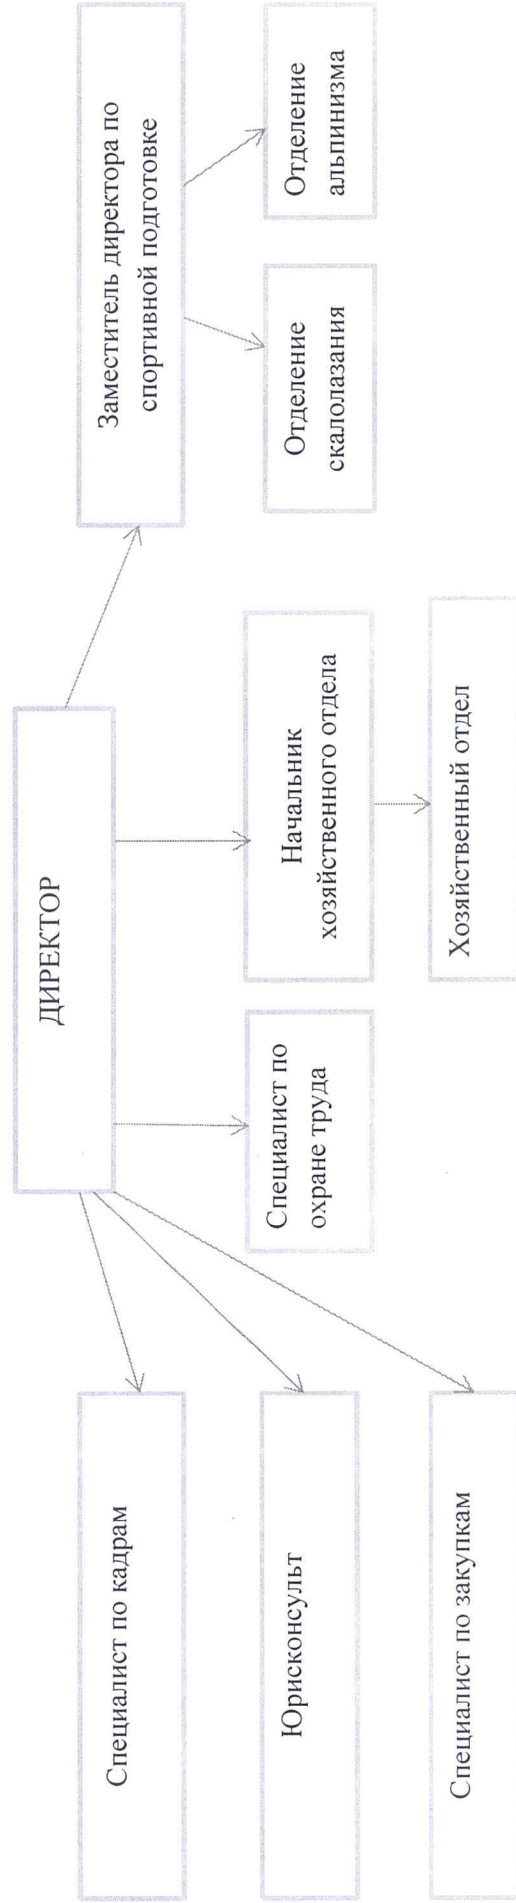 ДИРЕКТОР
Специалист по кадрам
Заместитель директора по
спортивной подготовке
Юрисконсульт
Специалист по
охране труда
Начальник
хозяйственного отдела
Отделение
скалолазания
Отделение
альпинизма
Специалист по закупкам
Хозяйственный отдел